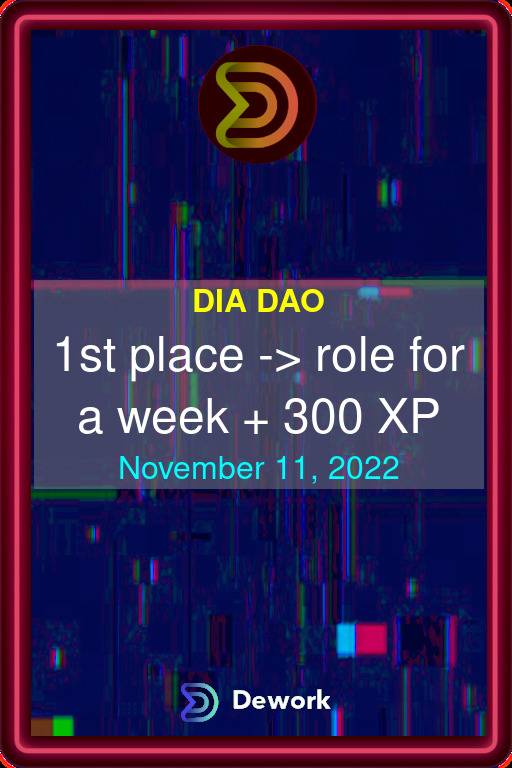 DIA DAO
1st place -> role for
a week + 300 XP
November 11, 2022
Dework